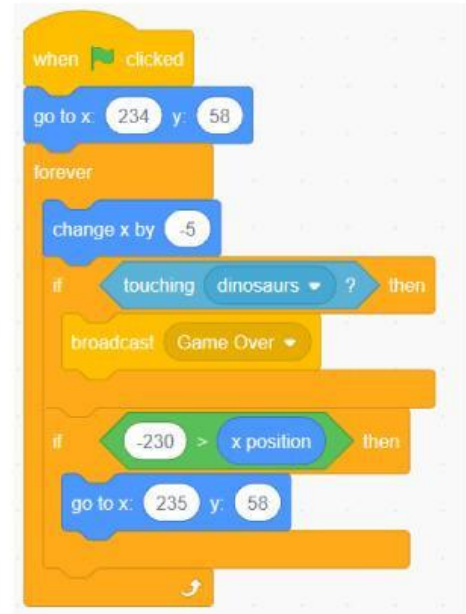 when clicked
go to x: 234 y: 58
forever
change x by -5
if touching dinosaurs ? then
broadcast Game Over
if -230 > x position then
go to x: 235 y: 58